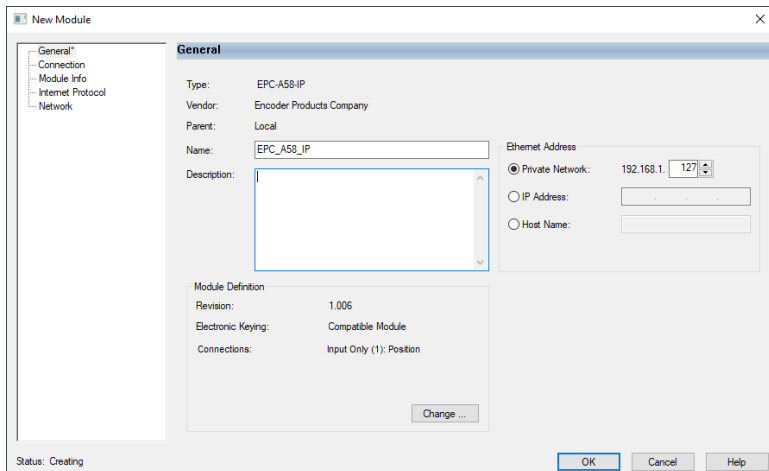 New Module
General*
Connection
Module Info
Internet Protocol
Network
General
Type: EPC-A58-IP
Vendor: Encoder Products Company
Parent: Local
Name: EPC_A58_IP
Description:
Ethernet Address
Private Network: 192.168.1. 127
IP Address: . . .
Host Name:
Module Definition
Revision: 1.006
Electronic Keying: Compatible Module
Connections: Input Only (1): Position
Change ...
Status: Creating
OK Cancel Help